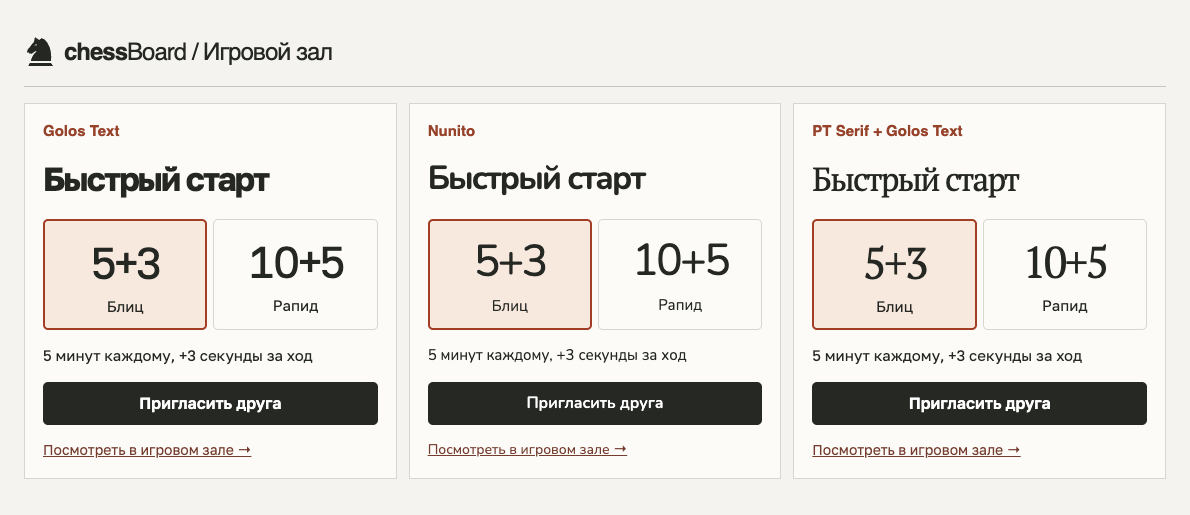 chessBoard / Игровой зал
Golos Text
Быстрый старт
5+3
Блиц
10+5
Рапид
5 минут каждому, +3 секунды за ход
Пригласить друга
Посмотреть в игровом зале →
Nunito
Быстрый старт
5+3
Блиц
10+5
Рапид
5 минут каждому, +3 секунды за ход
Пригласить друга
Посмотреть в игровом зале →
PT Serif + Golos Text
Быстрый старт
5+3
Блиц
10+5
Рапид
5 минут каждому, +3 секунды за ход
Пригласить друга
Посмотреть в игровом зале →